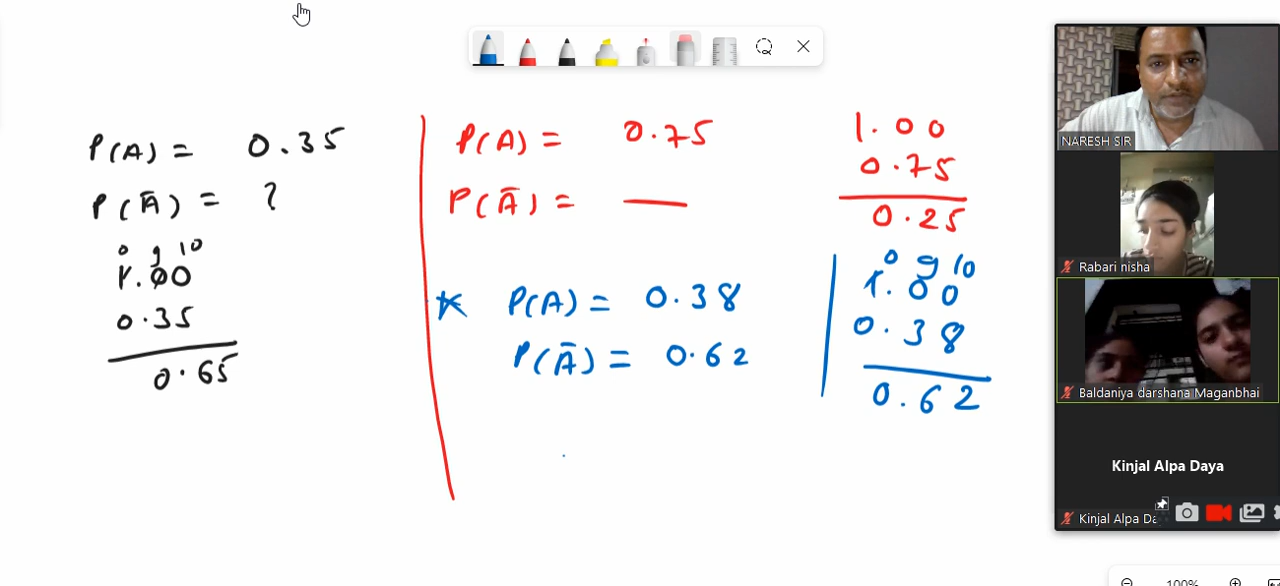 P(A) = 0.35
P(Ā) = ?
0 9 10
1.00
0.35
0.65
P(A) = 0.75
P(Ā) = —
1.00
0.75
0.25
* P(A) = 0.38
P(Ā) = 0.62
0 9 10
1.00
0.38
0.62
NARESH SIR
Rabari nisha
Baldaniya darshana Maganbhai
Kinjal Alpa Daya
Kinjal Alpa Da
100%